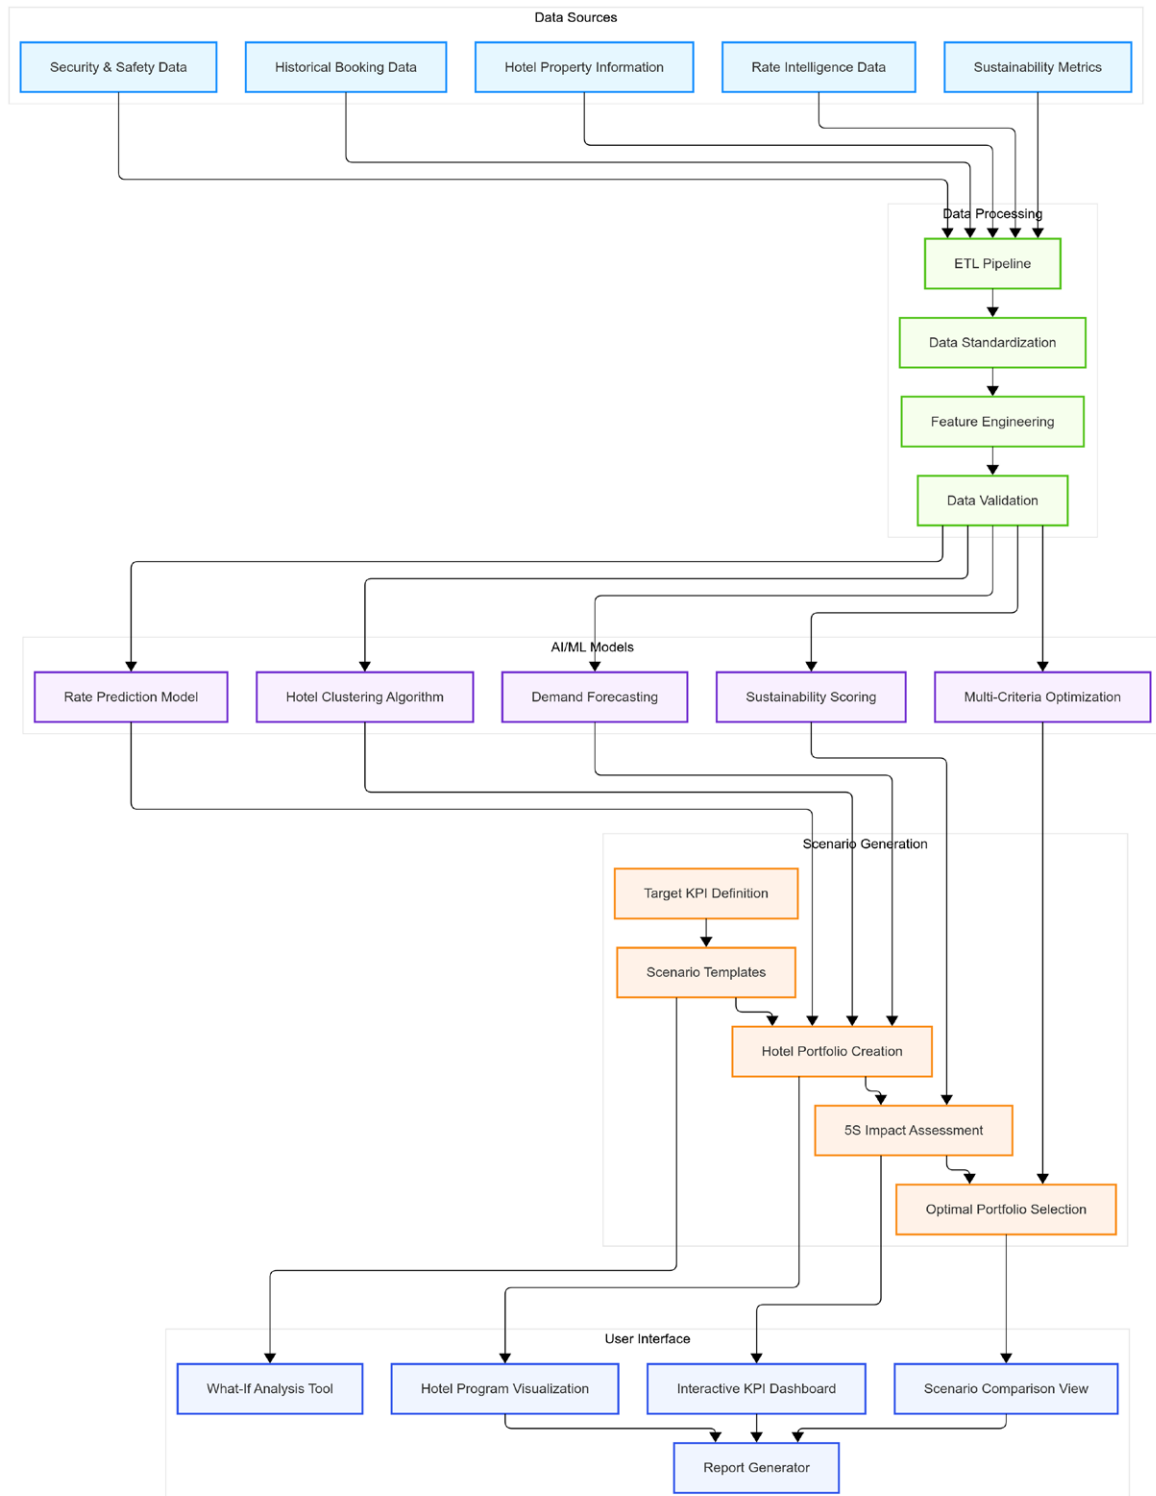 Data Sources
Security & Safety Data
Historical Booking Data
Hotel Property Information
Rate Intelligence Data
Sustainability Metrics
Data Processing
ETL Pipeline
Data Standardization
Feature Engineering
Data Validation
AI/ML Models
Rate Prediction Model
Hotel Clustering Algorithm
Demand Forecasting
Sustainability Scoring
Multi-Criteria Optimization
Scenario Generation
Target KPI Definition
Scenario Templates
Hotel Portfolio Creation
5S Impact Assessment
Optimal Portfolio Selection
User Interface
What-If Analysis Tool
Hotel Program Visualization
Interactive KPI Dashboard
Scenario Comparison View
Report Generator